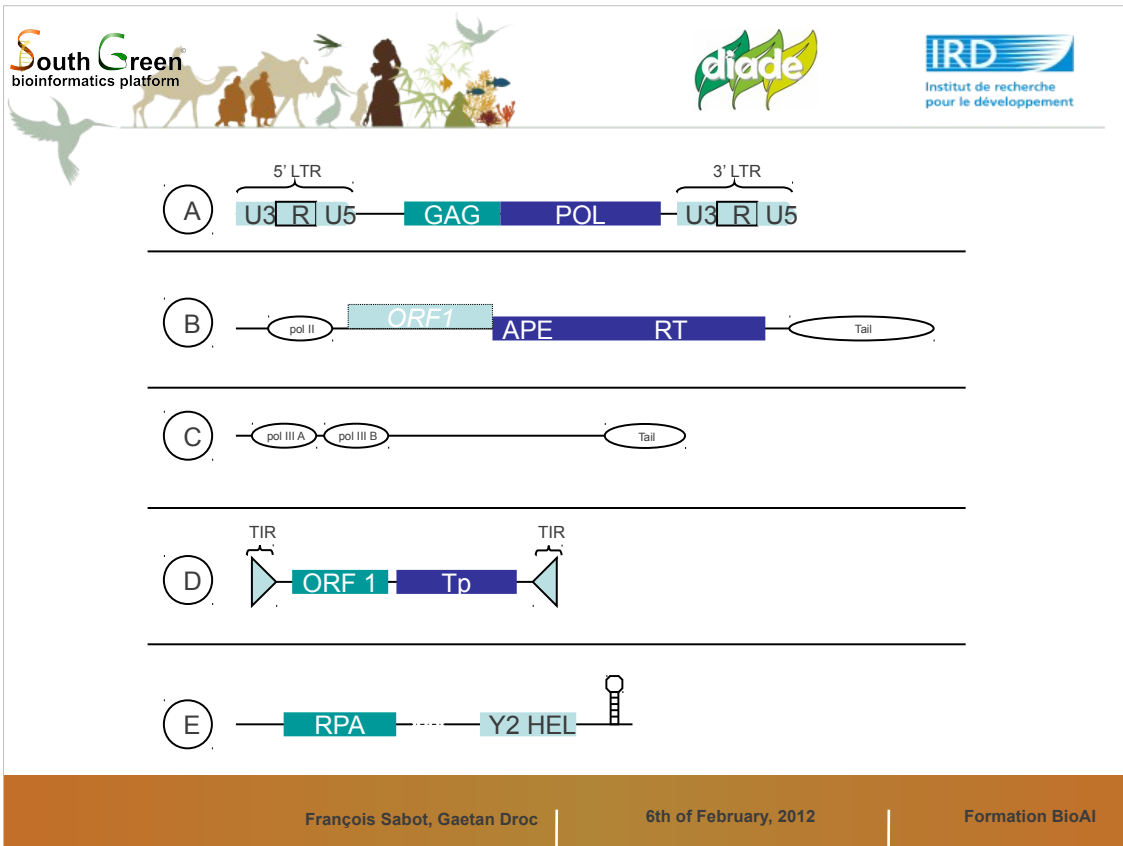 South Green
bioinformatics platform
diade
IRD
Institut de recherche
pour le développement
5' LTR
3' LTR
A
U3 R U5
GAG
POL
U3 R U5
B
pol II
ORF1
APE
RT
Tail
C
pol III A
pol III B
Tail
TIR
TIR
D
ORF 1
Tp
E
RPA
Y2 HEL
François Sabot, Gaetan Droc
6th of February, 2012
Formation BioAI